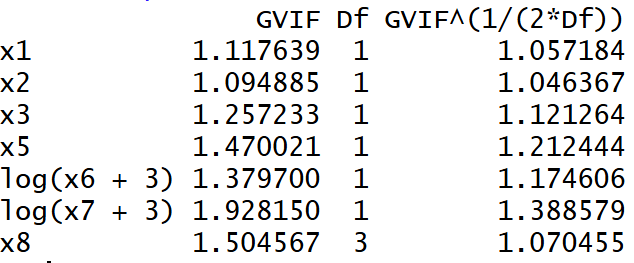 GVIF Df GVIF^(1/(2*Df))
x1 1.117639 1 1.057184
x2 1.094885 1 1.046367
x3 1.257233 1 1.121264
x5 1.470021 1 1.212444
log(x6 + 3) 1.379700 1 1.174606
log(x7 + 3) 1.928150 1 1.388579
x8 1.504567 3 1.070455